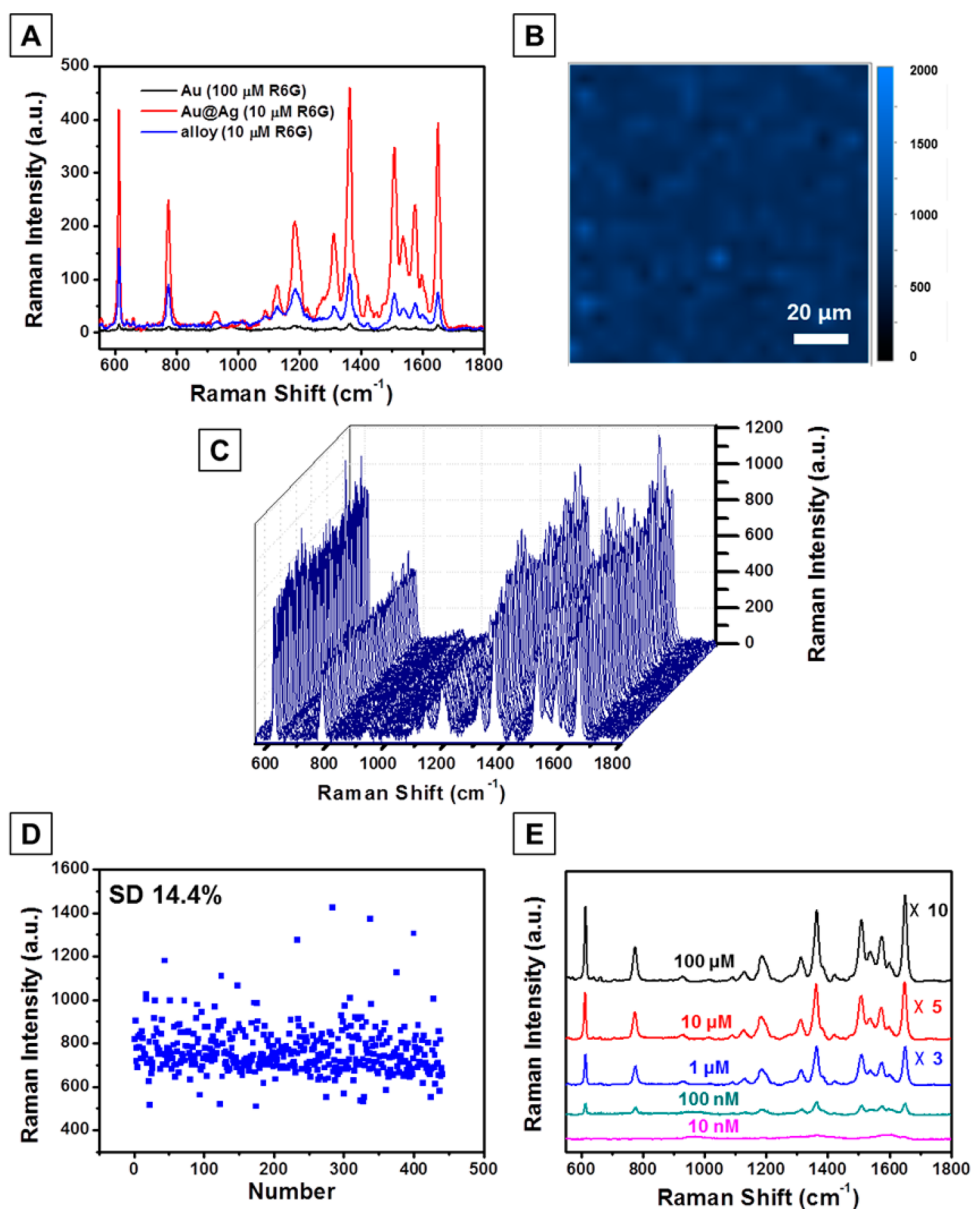 A
Raman Intensity (a.u.)
500
400
300
200
100
0
Au (100 μM R6G)
Au@Ag (10 μM R6G)
alloy (10 μM R6G)
600 800 1000 1200 1400 1600 1800
Raman Shift (cm⁻¹)
B
20 μm
2000
1500
1000
500
0
C
1200
1000
800
600
400
200
0
Raman Intensity (a.u.)
600 800 1000 1200 1400 1600 1800
Raman Shift (cm⁻¹)
D
Raman Intensity (a.u.)
1600
1400
1200
1000
800
600
400
SD 14.4%
0 100 200 300 400 500
Number
E
Raman Intensity (a.u.)
100 μM
X 10
10 μM
X 5
1 μM
X 3
100 nM
10 nM
600 800 1000 1200 1400 1600 1800
Raman Shift (cm⁻¹)